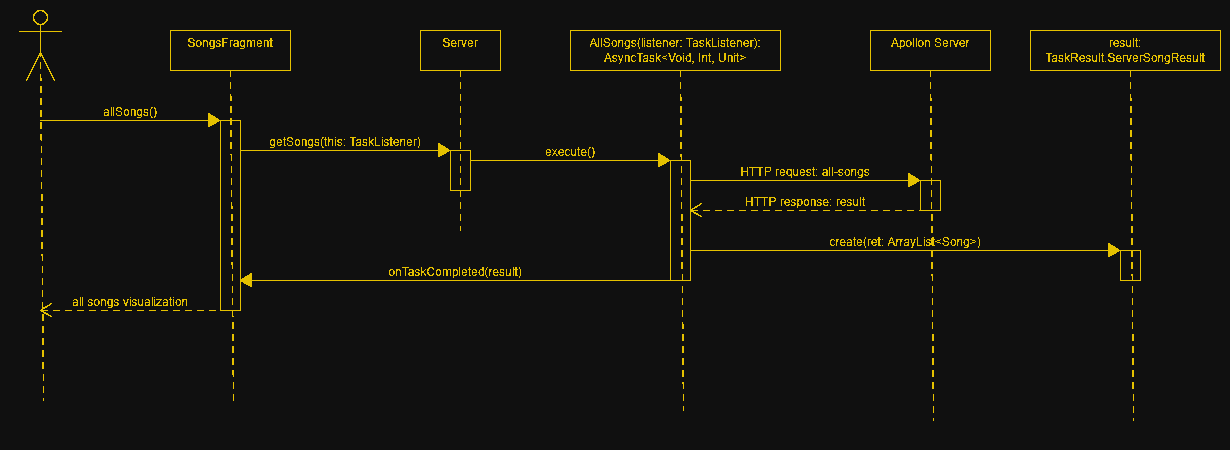 SongsFragment
Server
AllSongs(listener: TaskListener):
AsyncTask<Void, Int, Unit>
Apollon Server
result:
TaskResult.ServerSongResult
allSongs()
getSongs(this: TaskListener)
execute()
HTTP request: all-songs
HTTP response: result
create(ret: ArrayList<Song>)
onTaskCompleted(result)
all songs visualization